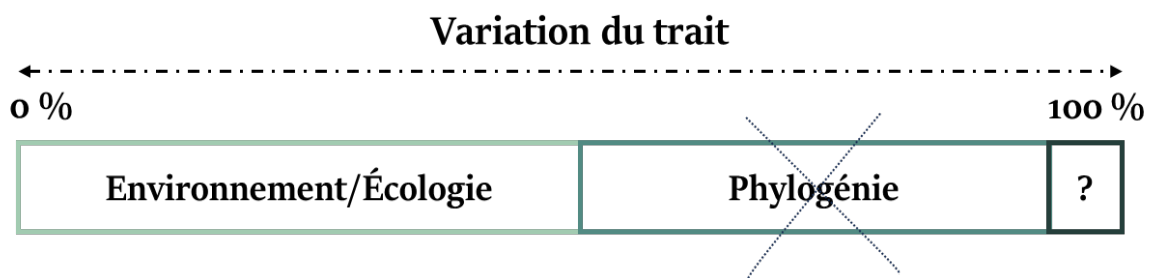 Variation du trait
0 % 100 %
Environnement/Écologie Phylogénie ?